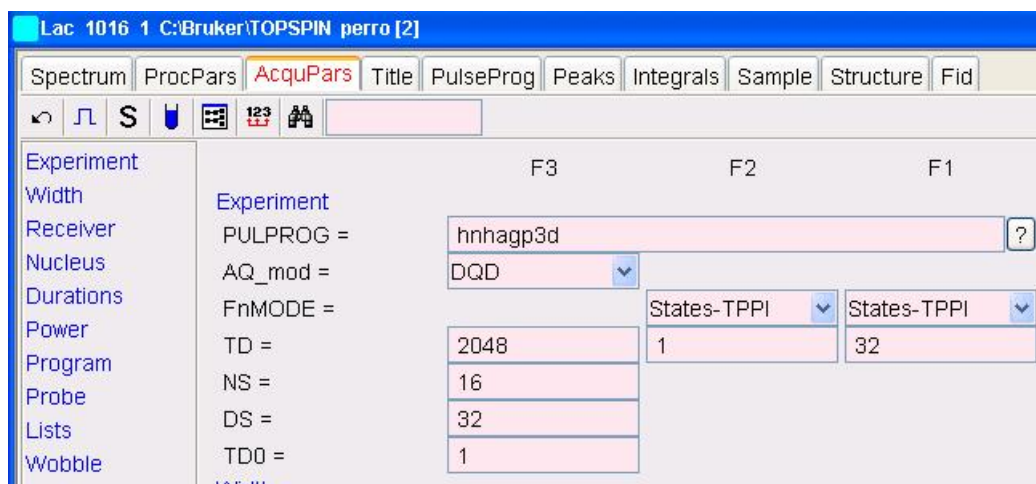 Lac 1016 1 C:\Bruker\TOPSPIN perro [2]
Spectrum ProcPars AcquPars Title PulseProg Peaks Integrals Sample Structure Fid
S 123
Experiment
Width
Receiver
Nucleus
Durations
Power
Program
Probe
Lists
Wobble
F3 F2 F1
Experiment
PULPROG = hnhagp3d ?
AQ_mod = DQD
FnMODE = States-TPPI States-TPPI
TD = 2048 1 32
NS = 16
DS = 32
TD0 = 1